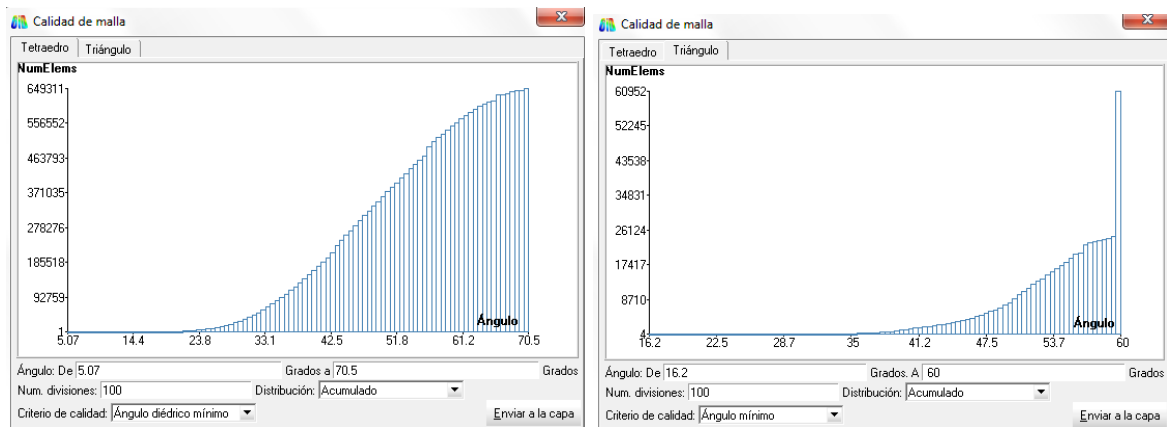 Calidad de malla
Tetraedro Triángulo
NumElems
649311
556552
463793
371035
278276
185518
92759
1
Ángulo
5.07 14.4 23.8 33.1 42.5 51.8 61.2 70.5
Ángulo: De 5.07 Grados a 70.5 Grados
Num. divisiones: 100 Distribución: Acumulado
Criterio de calidad: Ángulo diédrico mínimo Enviar a la capa
Calidad de malla
Tetraedro Triángulo
NumElems
60952
52245
43538
34831
26124
17417
8710
4
Ángulo
16.2 22.5 28.7 35 41.2 47.5 53.7 60
Ángulo: De 16.2 Grados. A 60 Grados
Num. divisiones: 100 Distribución: Acumulado
Criterio de calidad: Ángulo mínimo Enviar a la capa